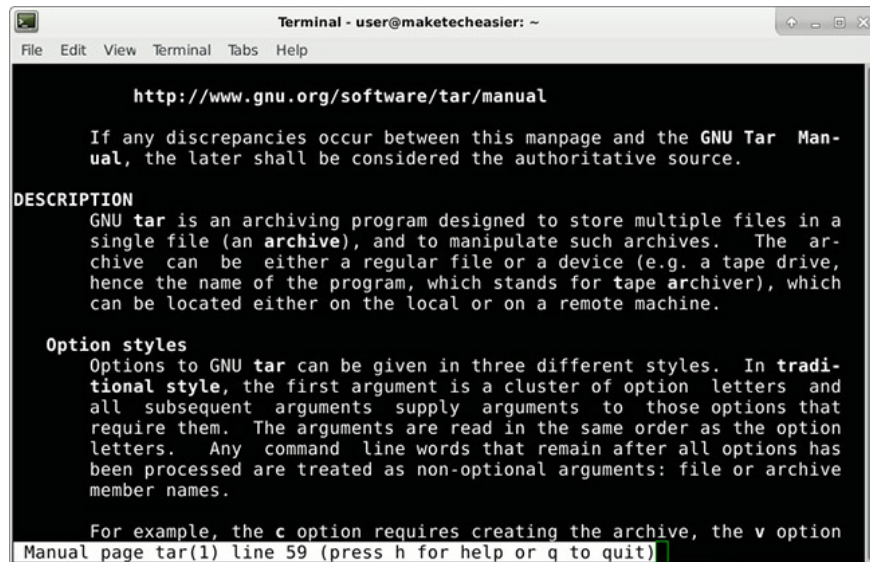 Terminal - user@maketecheasier: ~
File Edit View Terminal Tabs Help
http://www.gnu.org/software/tar/manual
If any discrepancies occur between this manpage and the GNU Tar Man-
ual, the later shall be considered the authoritative source.
DESCRIPTION
GNU tar is an archiving program designed to store multiple files in a
single file (an archive), and to manipulate such archives. The ar-
chive can be either a regular file or a device (e.g. a tape drive,
hence the name of the program, which stands for tape archiver), which
can be located either on the local or on a remote machine.
Option styles
Options to GNU tar can be given in three different styles. In tradi-
tional style, the first argument is a cluster of option letters and
all subsequent arguments supply arguments to those options that
require them. The arguments are read in the same order as the option
letters. Any command line words that remain after all options has
been processed are treated as non-optional arguments: file or archive
member names.
For example, the c option requires creating the archive, the v option
Manual page tar(1) line 59 (press h for help or q to quit)